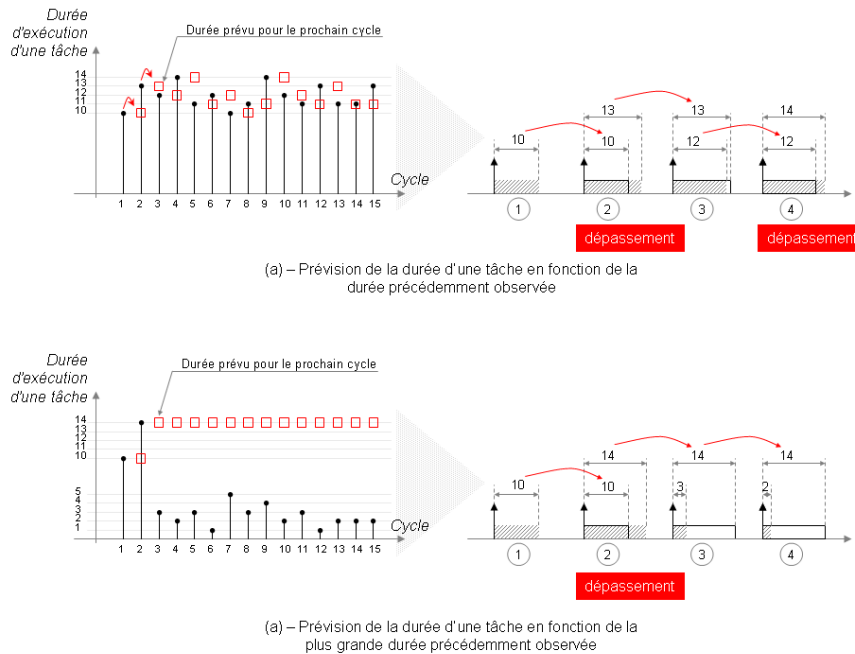 Durée
d'exécution
d'une tâche
Durée prévu pour le prochain cycle
14
13
12
11
10
Cycle
1 2 3 4 5 6 7 8 9 10 11 12 13 14 15
13 13 14
10 10 12 12
1 2 3 4
dépassement dépassement
(a) – Prévision de la durée d'une tâche en fonction de la
durée précédemment observée
Durée
d'exécution
d'une tâche
Durée prévu pour le prochain cycle
14
13
12
11
10
5
4
3
2
1
Cycle
1 2 3 4 5 6 7 8 9 10 11 12 13 14 15
14 14 14
10 10 3 2
1 2 3 4
dépassement
(a) – Prévision de la durée d'une tâche en fonction de la
plus grande durée précédemment observée